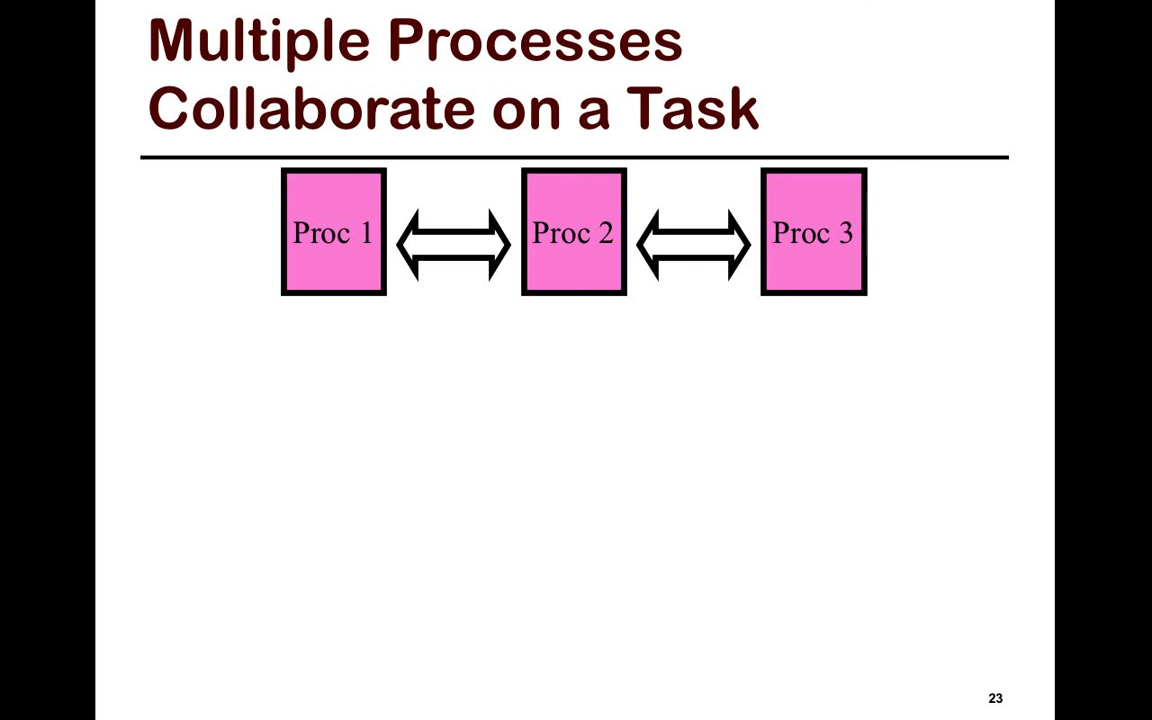 Multiple Processes
Collaborate on a Task
Proc 1
Proc 2
Proc 3
23